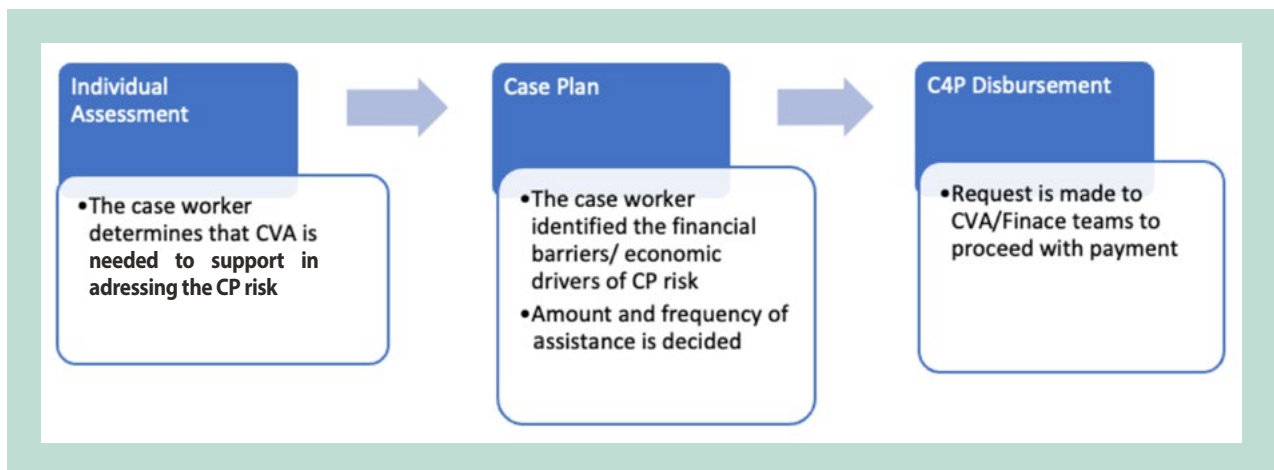 Individual
Assessment
•The case worker
determines that CVA is
needed to support in
adressing the CP risk
Case Plan
•The case worker
identified the financial
barriers/ economic
drivers of CP risk
•Amount and frequency of
assistance is decided
C4P Disbursement
•Request is made to
CVA/Finace teams to
proceed with payment